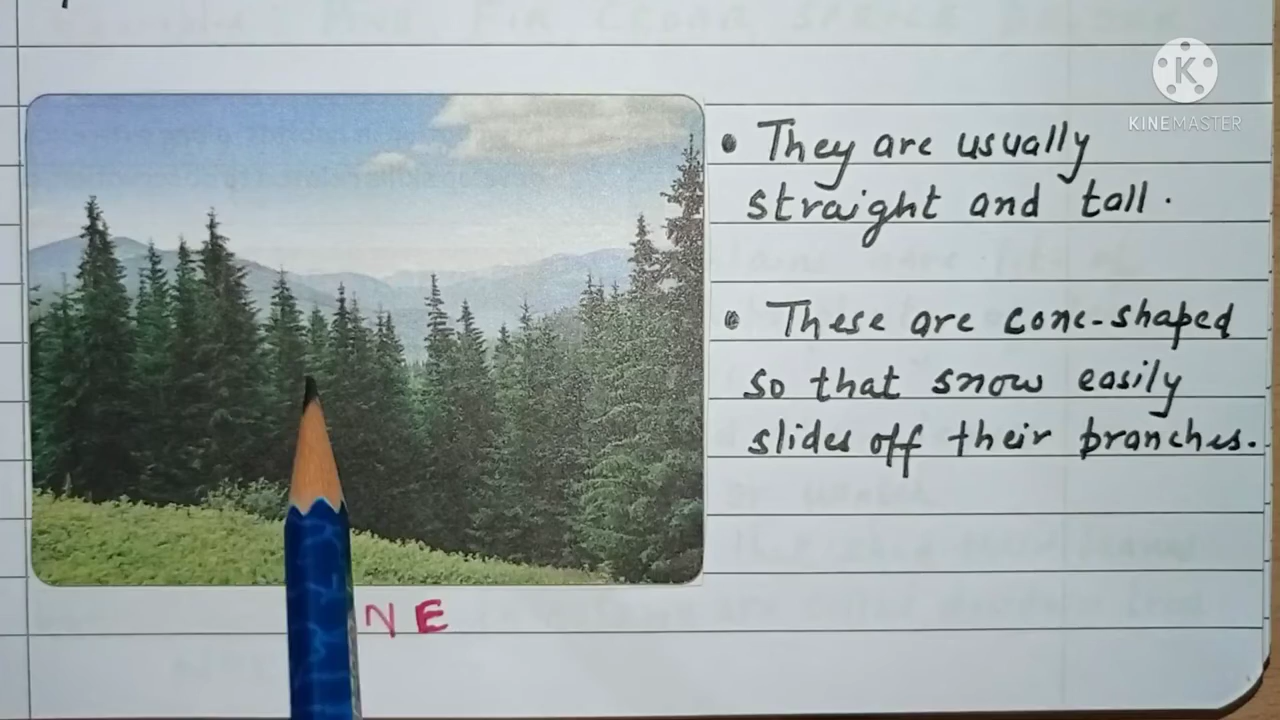 • They are usually
straight and tall.
• These are cone-shaped
so that snow easily
slides off their branches.
NE
KINEMASTER